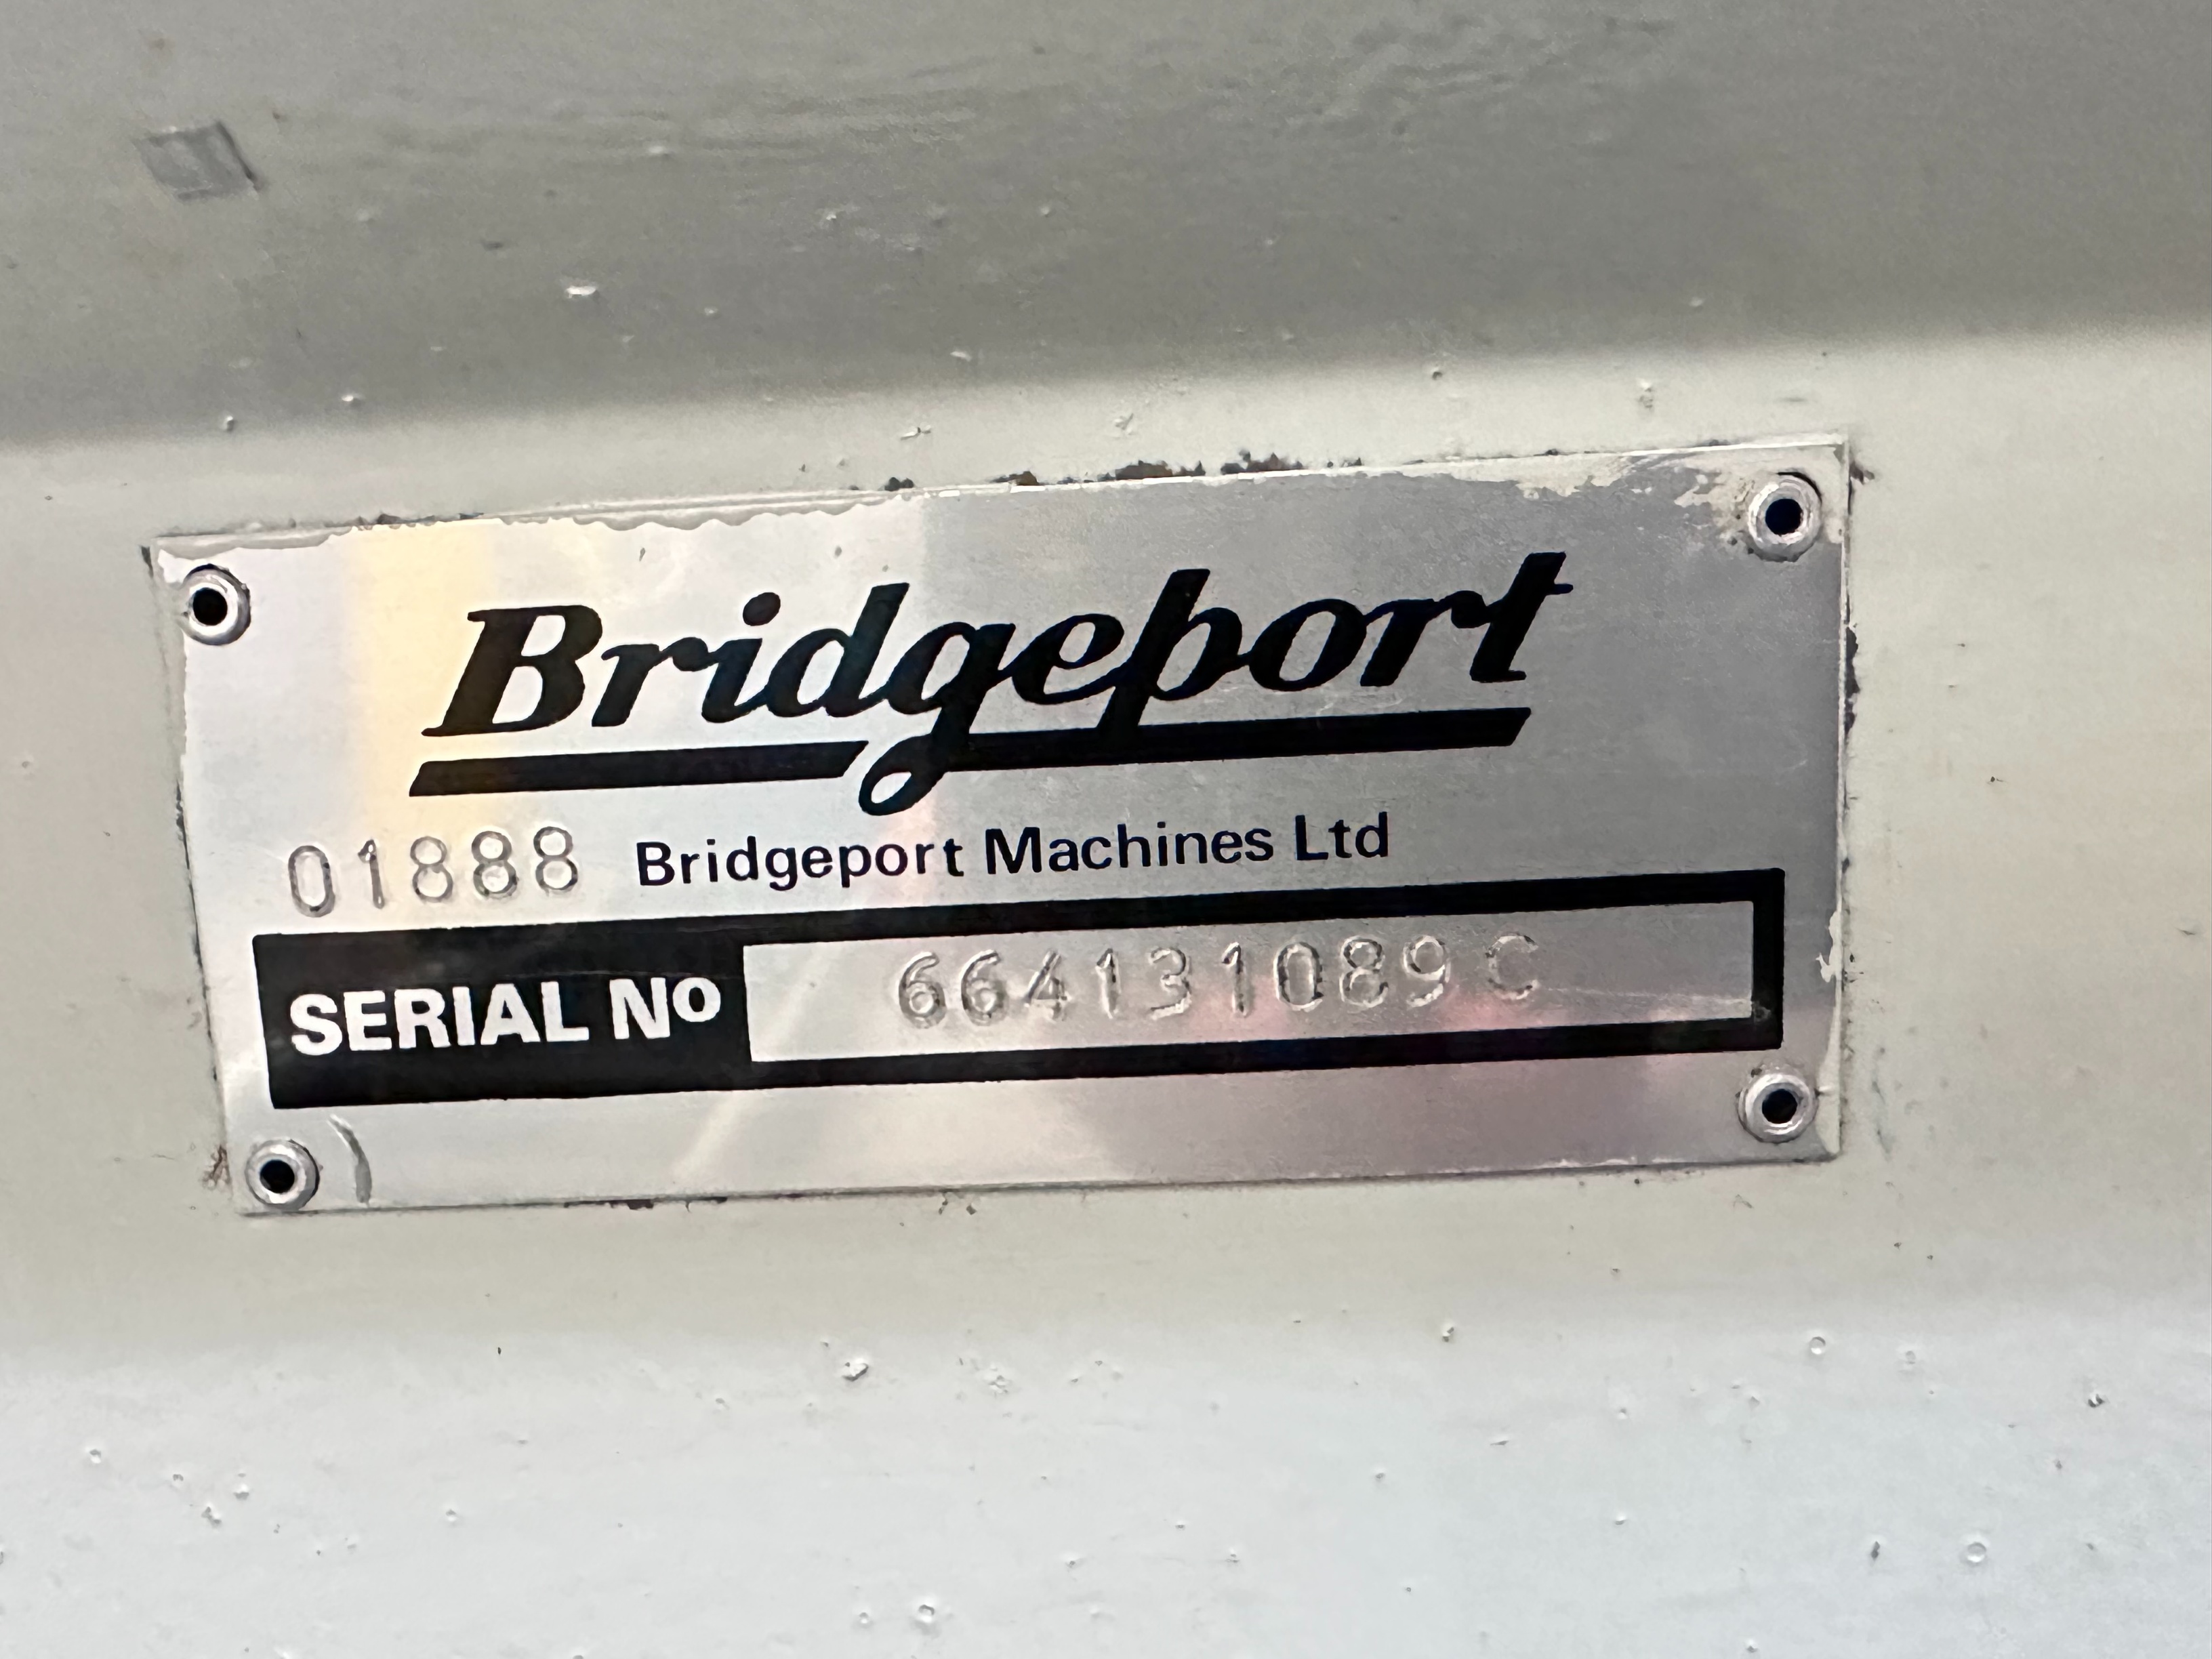 Bridgeport
01888 Bridgeport Machines Ltd
SERIAL No 664131089 C